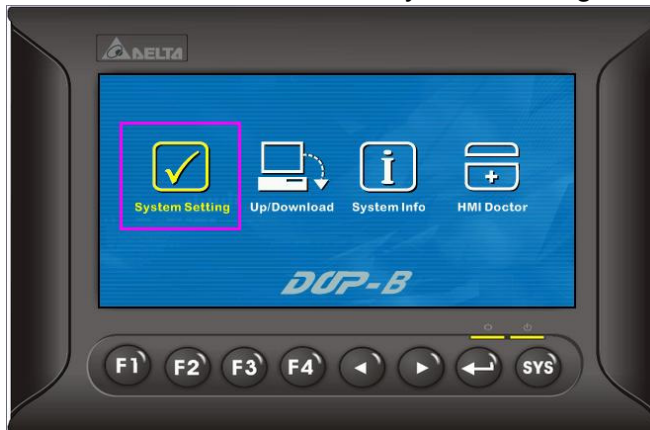 DELTA
System Setting
Up/Download
System Info
HMI Doctor
DOP-B
F1 F2 F3 F4 SYS